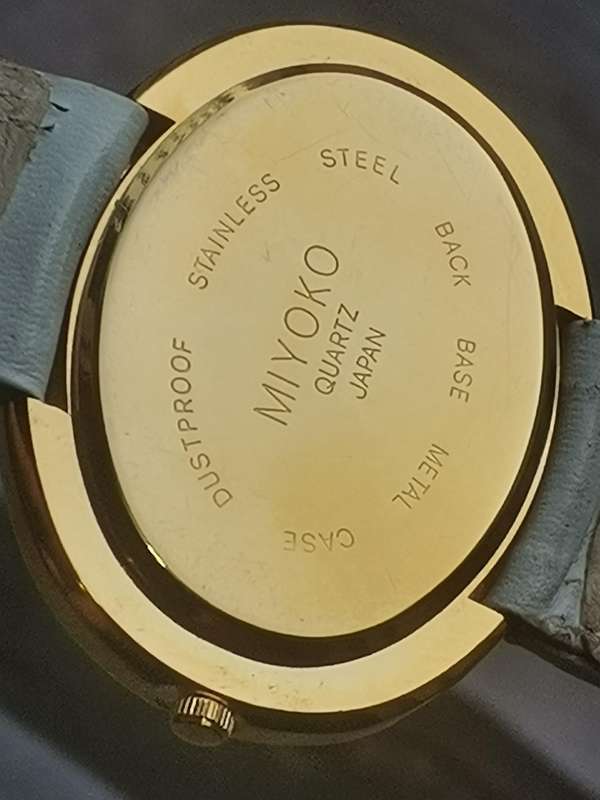 DUSTPROOF STAINLESS STEEL BACK BASE METAL CASE
MIYOKO
QUARTZ
JAPAN